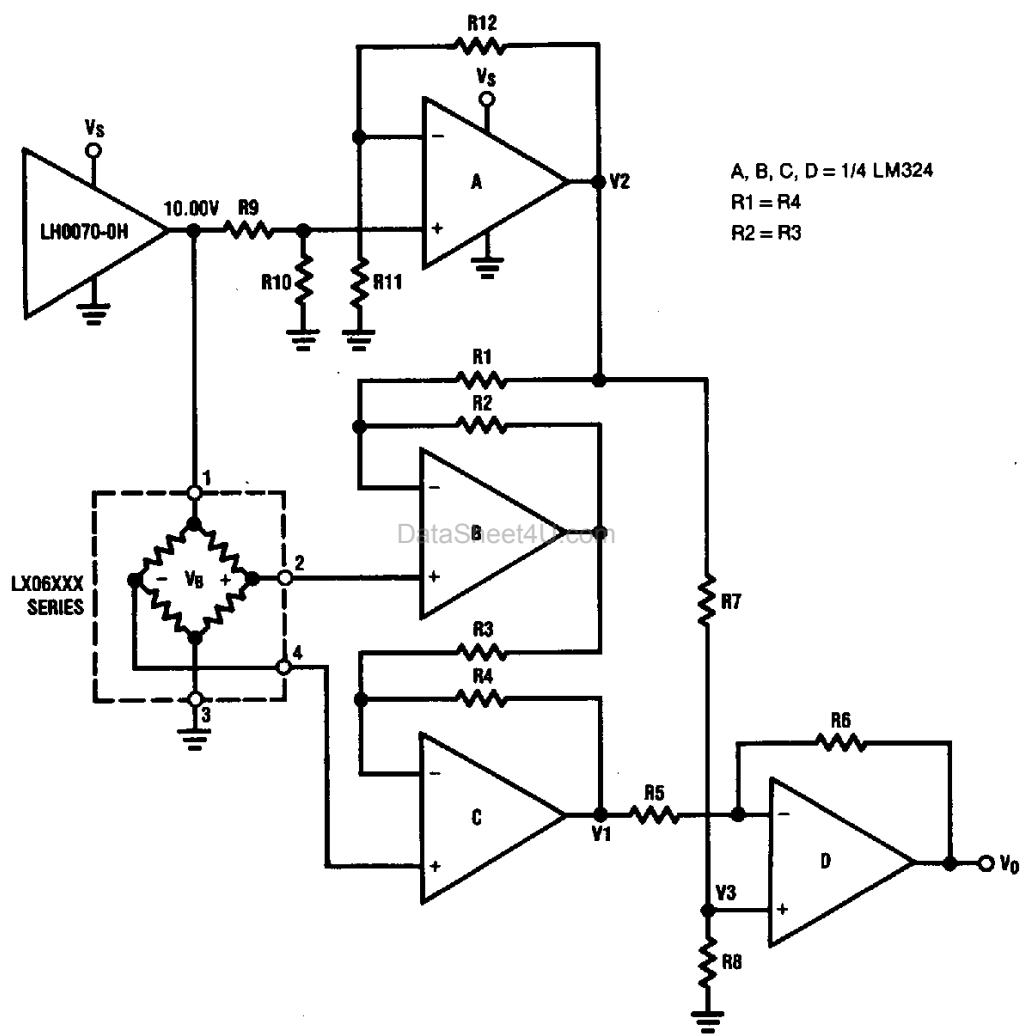 R12
Vs
Vs
A, B, C, D = 1/4 LM324
R1 = R4
R2 = R3
−
A
V2
10.00V
R9
LH0070-0H
+
R10
R11
R1
R2
1
−
B
DataSheet4U.com
2
LX06XXX
SERIES
− VB +
+
R7
R3
4
R4
3
R6
−
R5
−
C
V1
D
V0
+
V3
+
R8